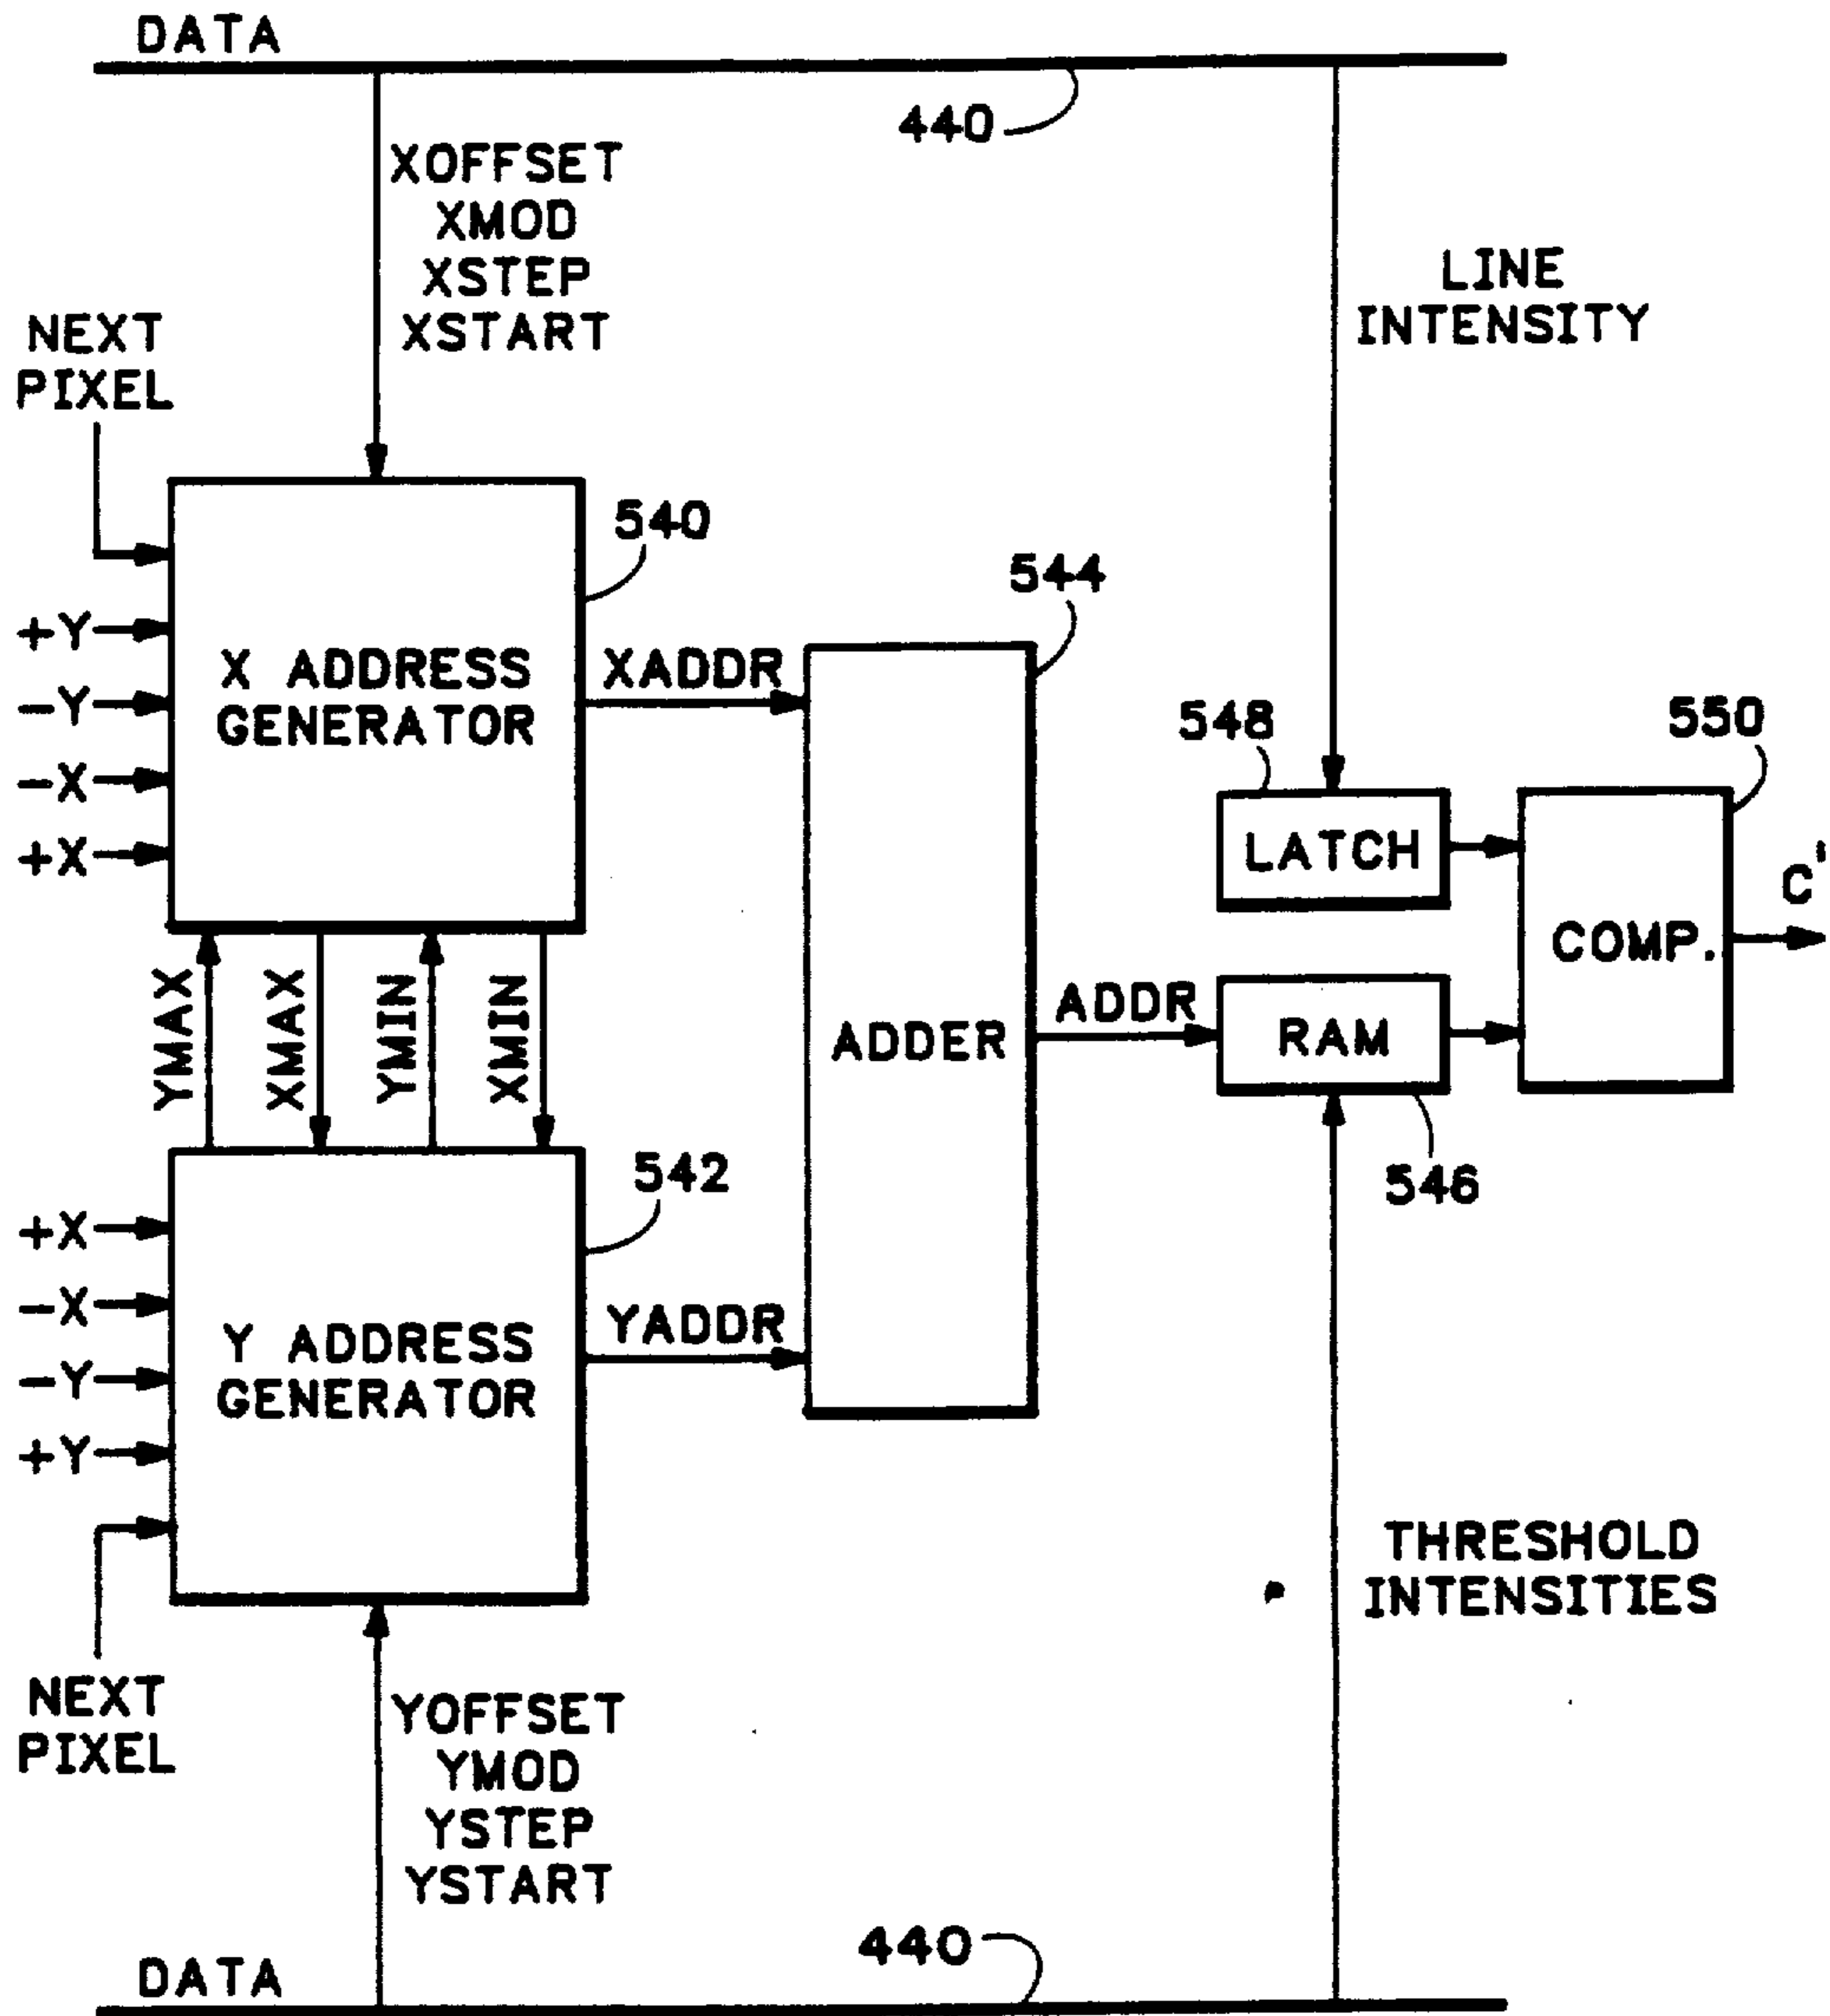 DATA
440
XOFFSET
XMOD
XSTEP
XSTART
LINE
INTENSITY
NEXT
PIXEL
540
544
+Y
-Y
-X
+X
X ADDRESS
GENERATOR
XADDR
548
550
LATCH
C'
COMP.
YMAX
XMAX
YMIN
XMIN
ADDER
ADDR
RAM
546
542
+X
-X
-Y
+Y
Y ADDRESS
GENERATOR
YADDR
THRESHOLD
INTENSITIES
NEXT
PIXEL
YOFFSET
YMOD
YSTEP
YSTART
440
DATA